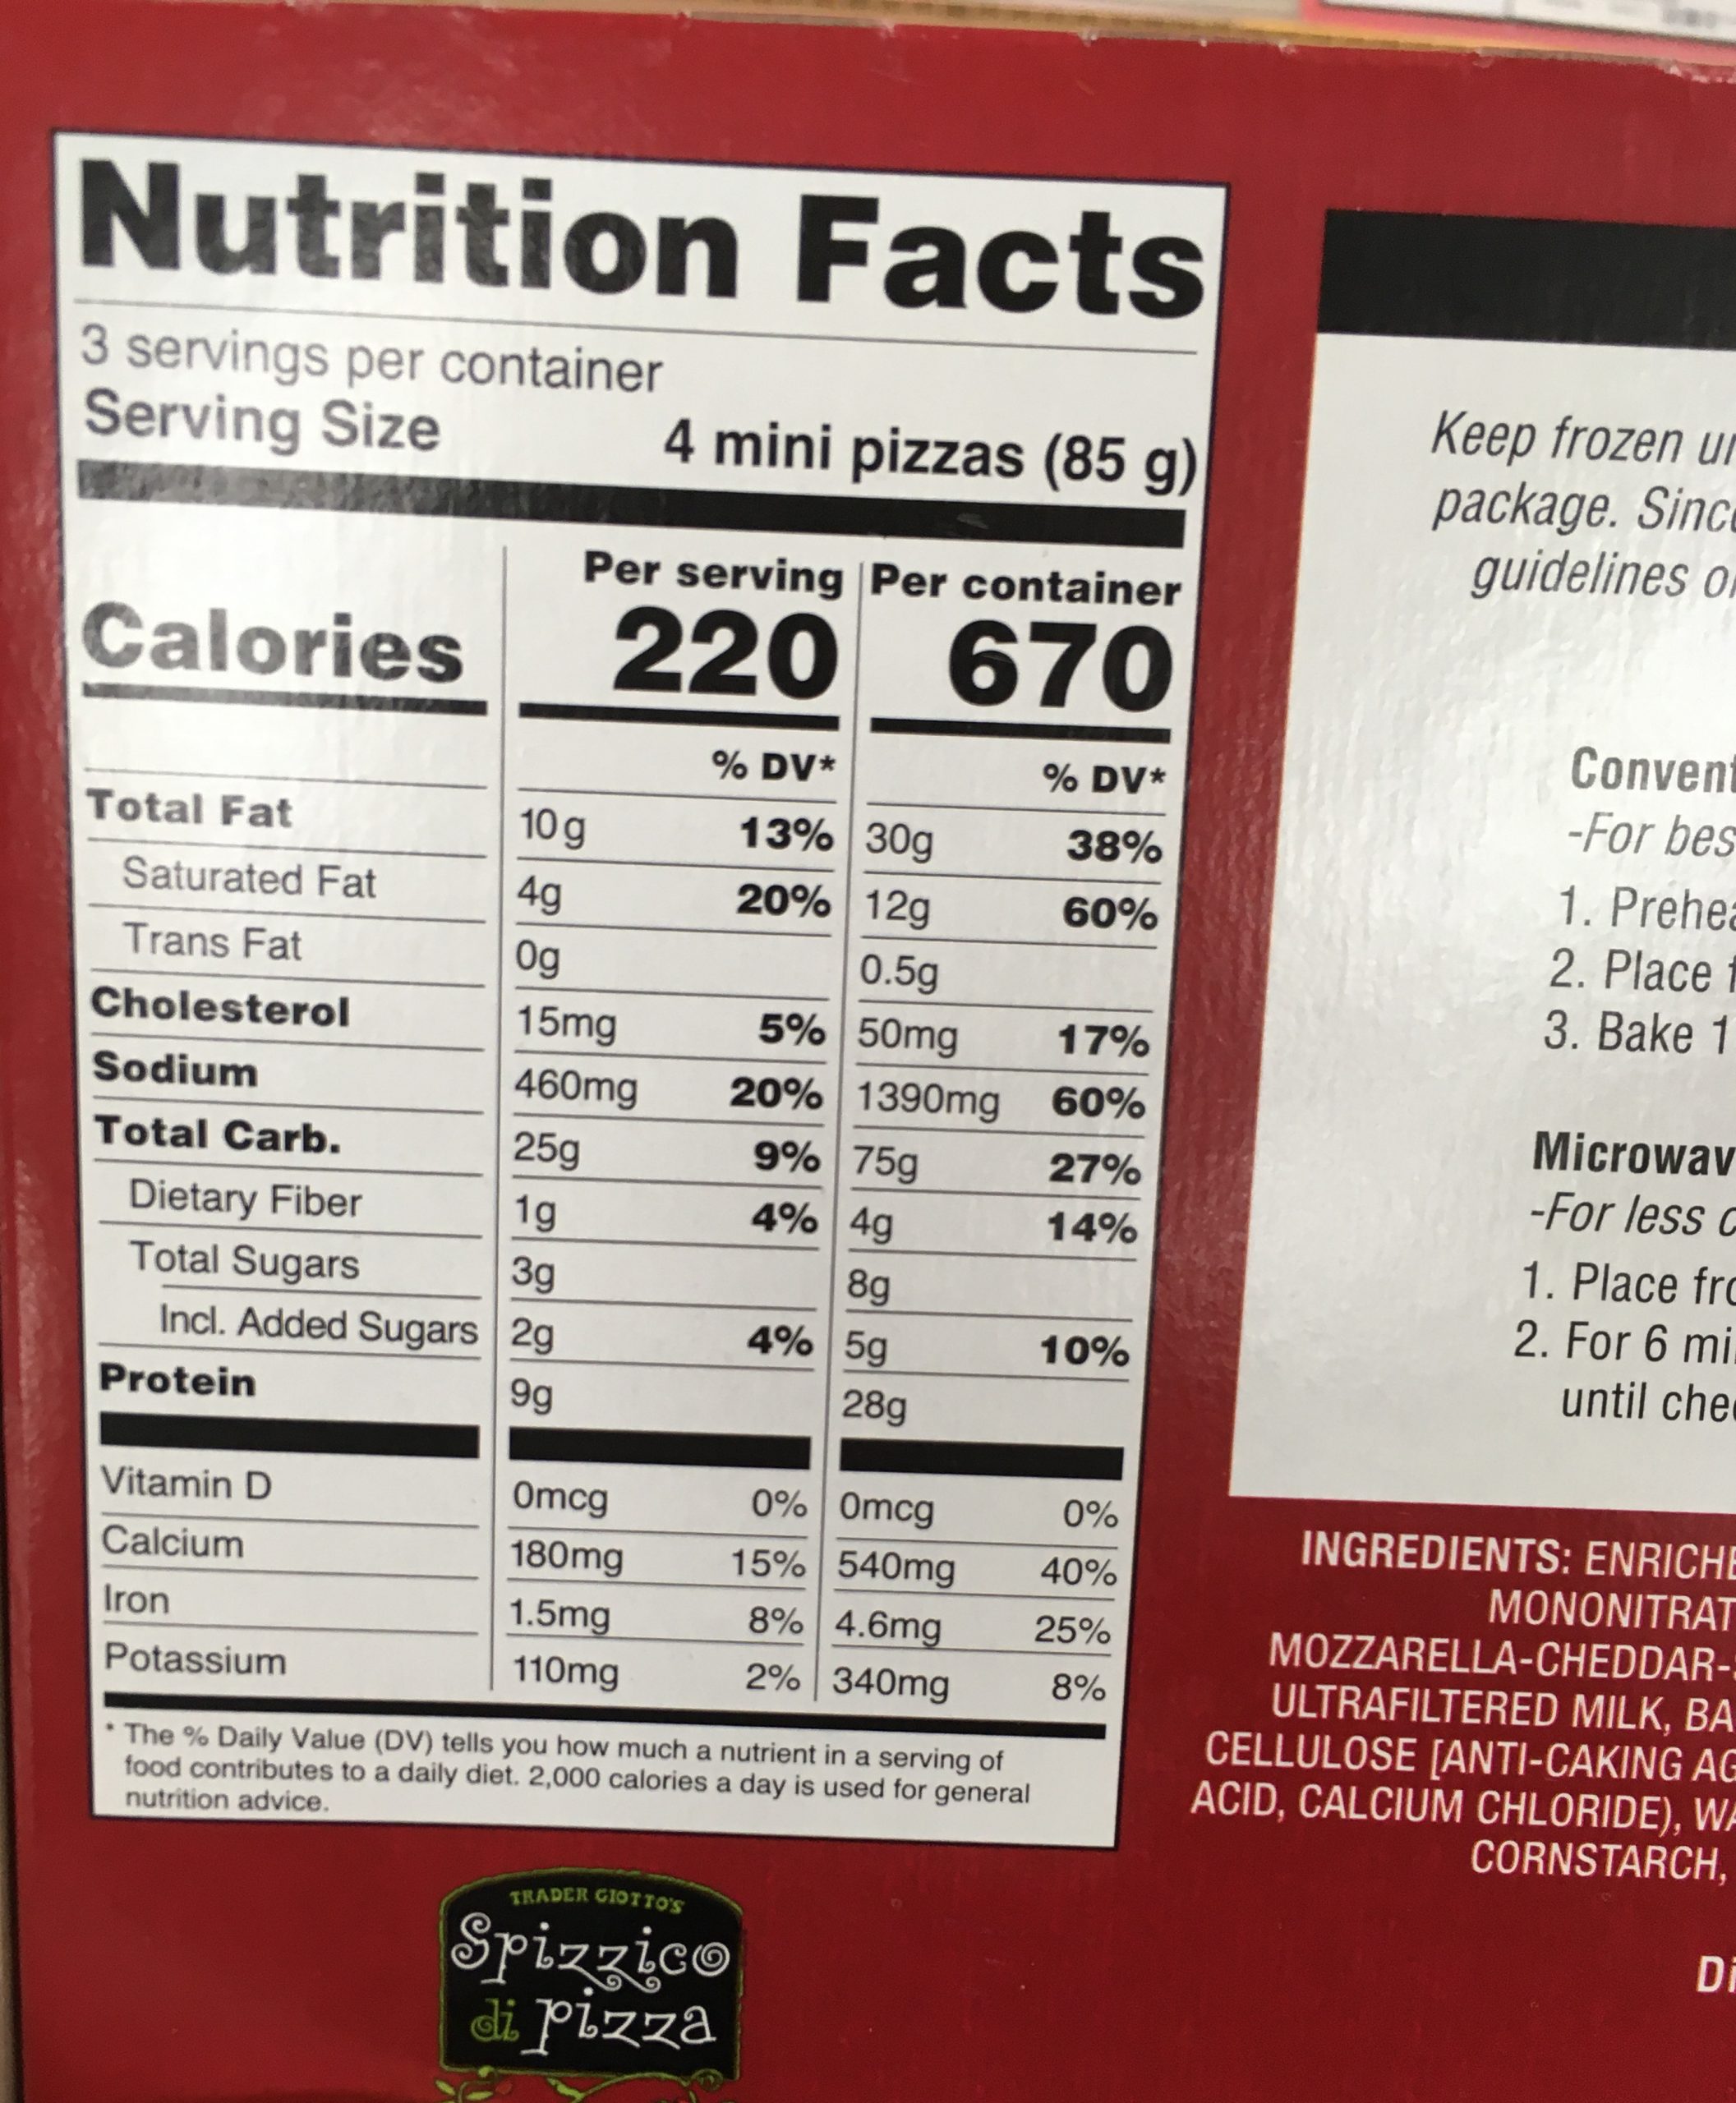 Nutrition Facts
3 servings per container
Serving Size 4 mini pizzas (85 g)
Per serving Per container
Calories 220 670
% DV* % DV*
Total Fat 10g 13% 30g 38%
Saturated Fat 4g 20% 12g 60%
Trans Fat 0g 0.5g
Cholesterol 15mg 5% 50mg 17%
Sodium 460mg 20% 1390mg 60%
Total Carb. 25g 9% 75g 27%
Dietary Fiber 1g 4% 4g 14%
Total Sugars 3g 8g
Incl. Added Sugars 2g 4% 5g 10%
Protein 9g 28g
Vitamin D 0mcg 0% 0mcg 0%
Calcium 180mg 15% 540mg 40%
Iron 1.5mg 8% 4.6mg 25%
Potassium 110mg 2% 340mg 8%
* The % Daily Value (DV) tells you how much a nutrient in a serving of
food contributes to a daily diet. 2,000 calories a day is used for general
nutrition advice.
TRADER GIOTTO'S
Spizzico
di pizza
Keep frozen
package.
guidelines
-For
1.
2. Place
3. Bake 1
-For less
1. Place
2. For 6
until
INGREDIENTS:
MOZZARELLA-CHEDDAR-
ULTRAFILTERED MILK,
CELLULOSE [ANTI-CAKING
ACID, CALCIUM CHLORIDE),
CORNSTARCH,